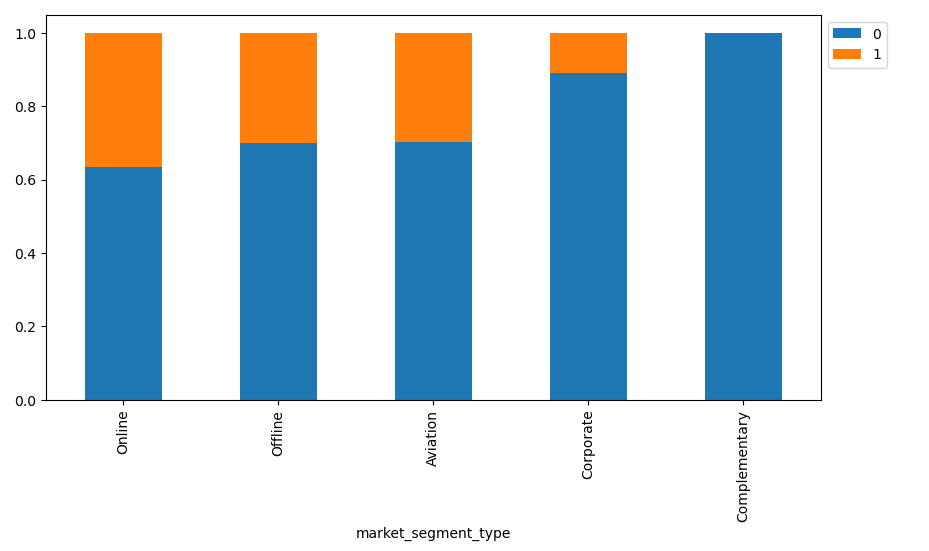 1.0
0.8
0.6
0.4
0.2
0.0
0
1
Online
Offline
Aviation
Corporate
Complementary
market_segment_type